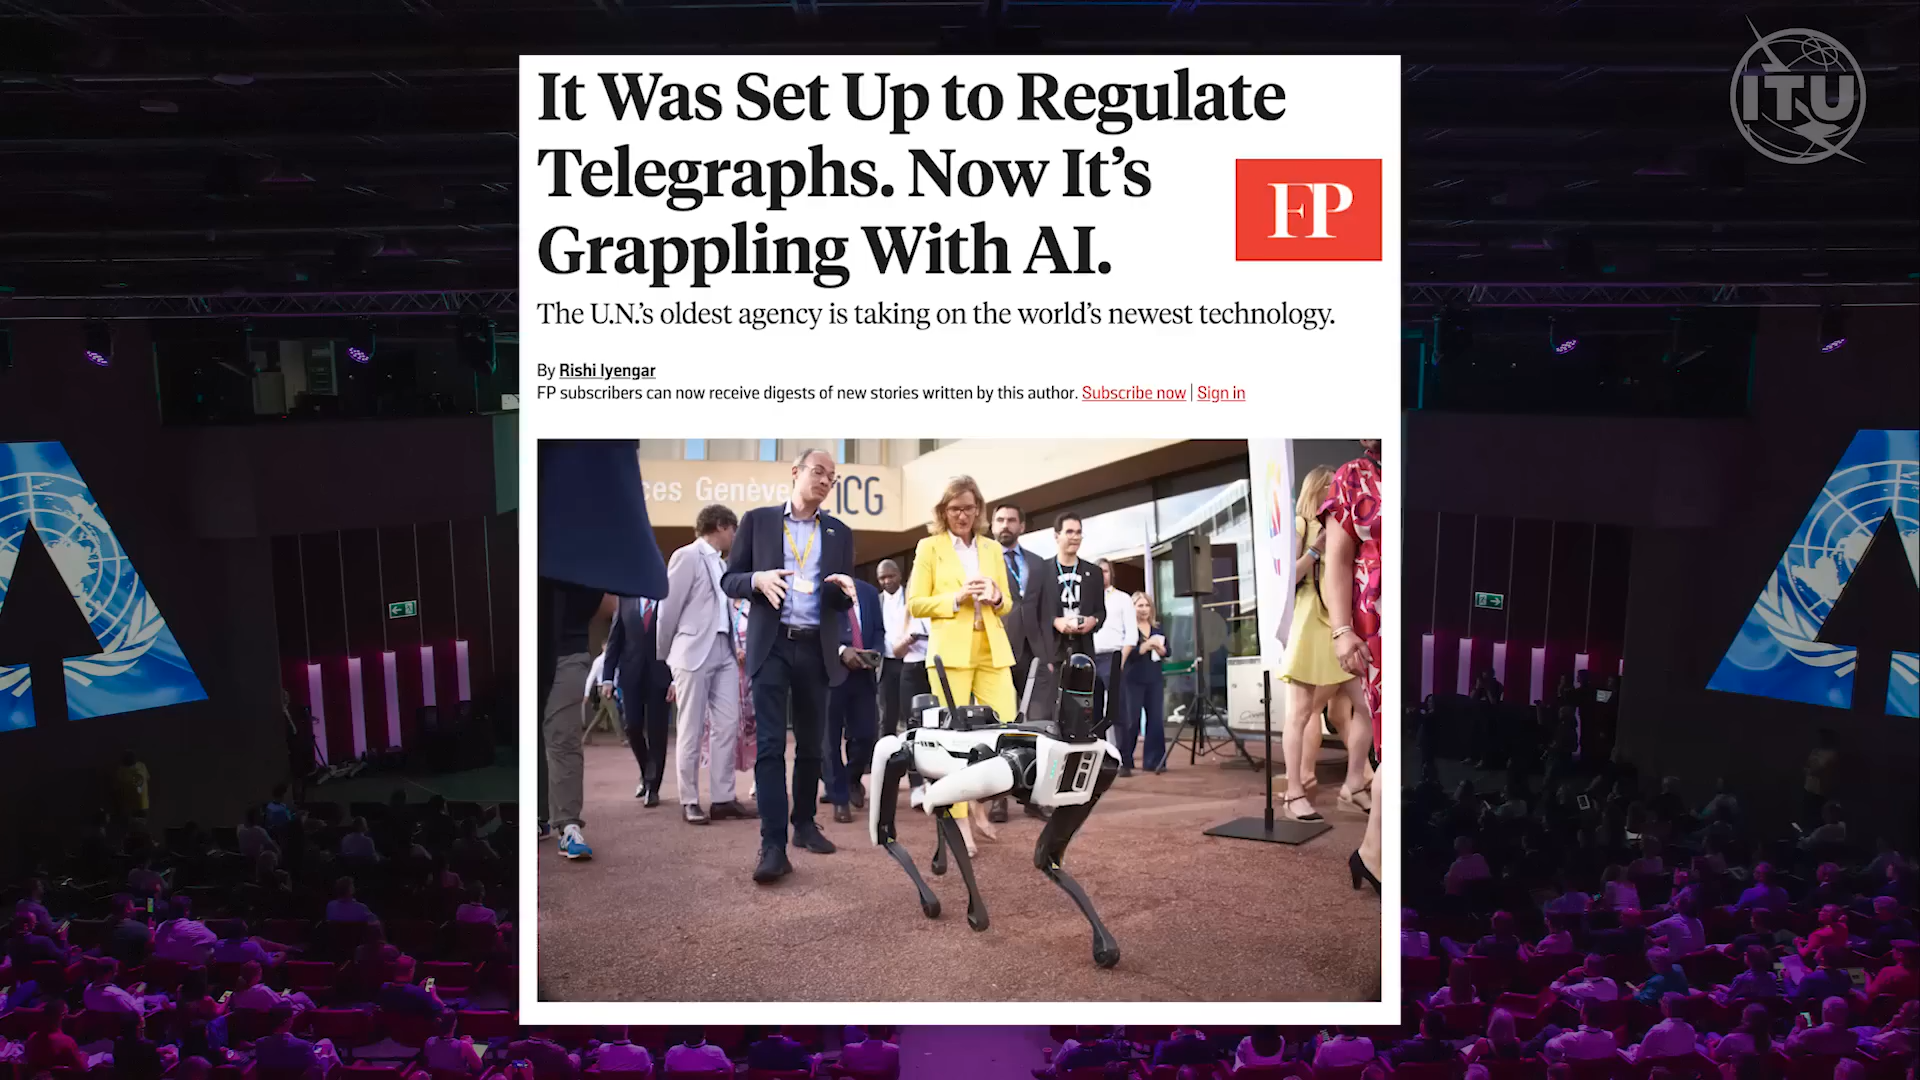 ITU
It Was Set Up to Regulate
Telegraphs. Now It's
Grappling With AI.
FP
The U.N.'s oldest agency is taking on the world's newest technology.
By Rishi Iyengar
FP subscribers can now receive digests of new stories written by this author. Subscribe now | Sign in
ces Genève
CICG
AI